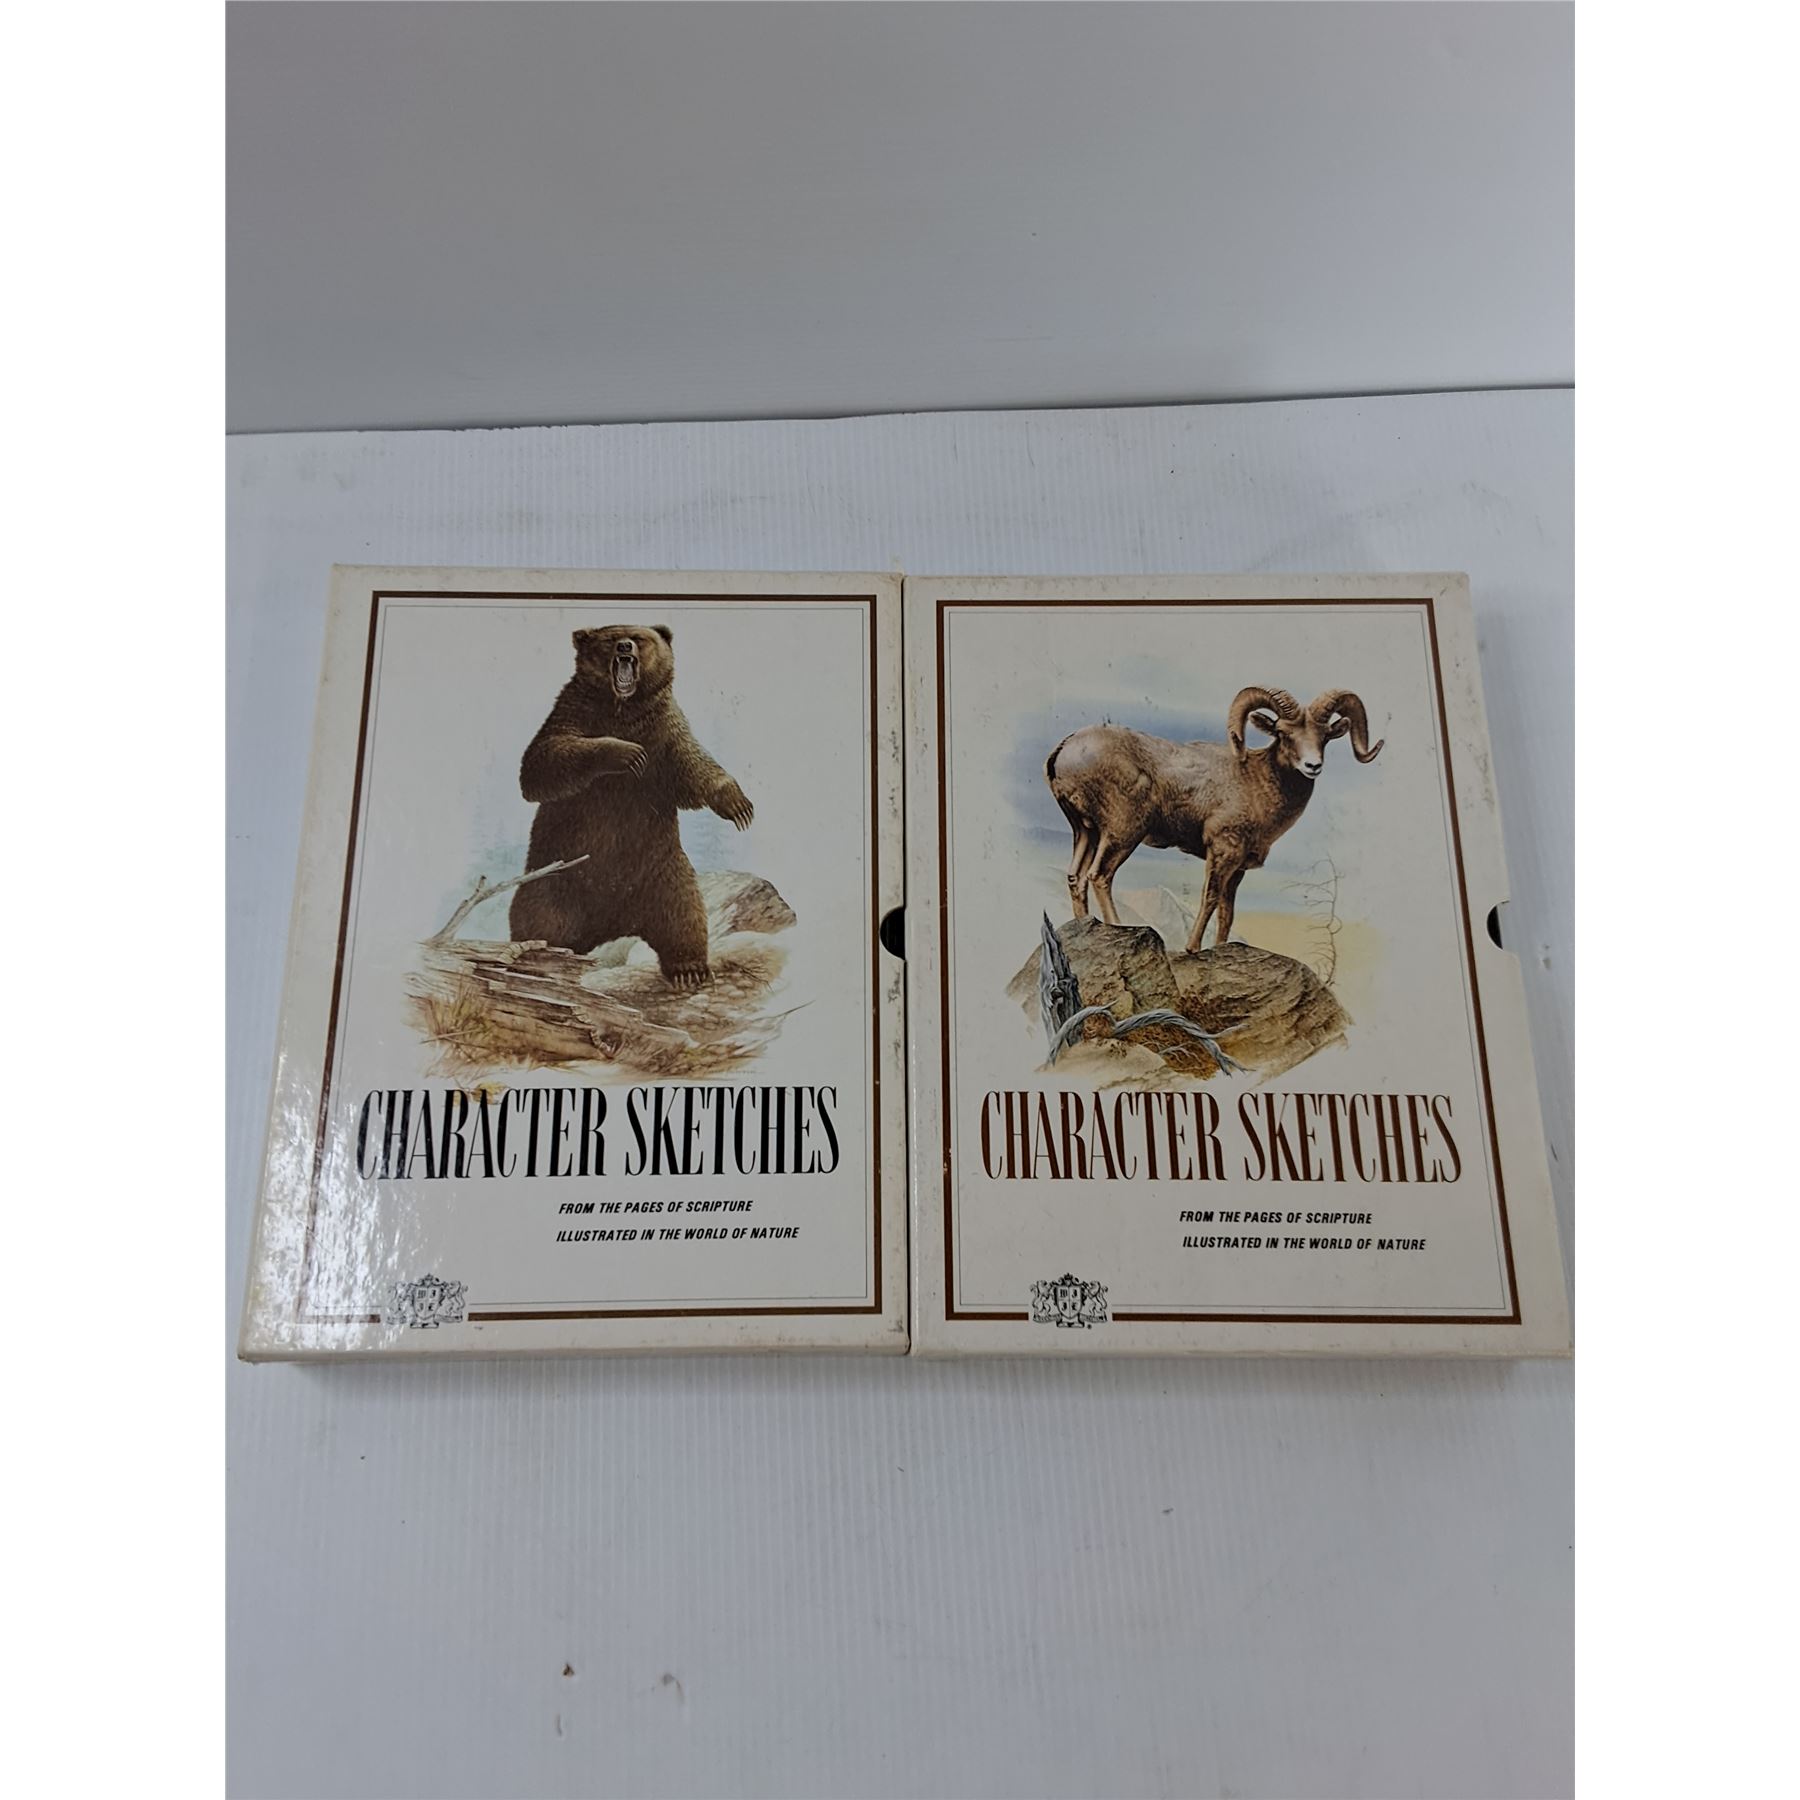 CHARACTER SKETCHES
FROM THE PAGES OF SCRIPTURE
ILLUSTRATED IN THE WORLD OF NATURE
CHARACTER SKETCHES
FROM THE PAGES OF SCRIPTURE
ILLUSTRATED IN THE WORLD OF NATURE